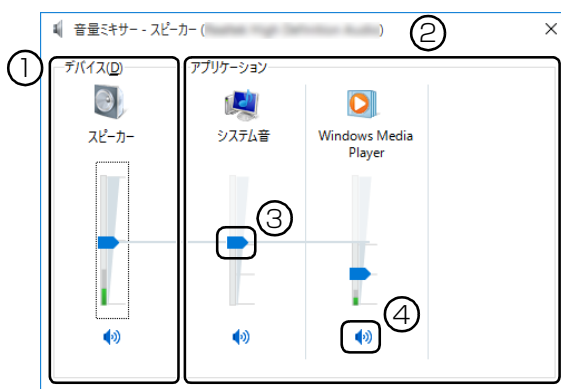 音量ミキサー - スピーカー ( )
②
①
デバイス(D)
アプリケーション
スピーカー
システム音
Windows Media
Player
③
④